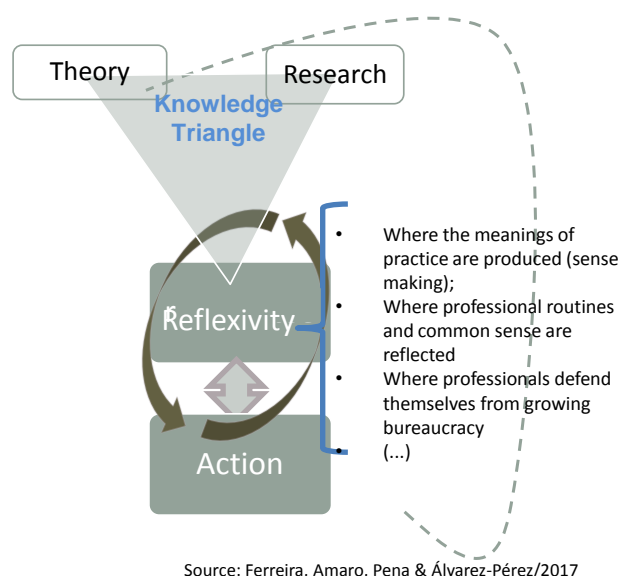 Theory
Research
Knowledge
Triangle
Reflexivity
Action
• Where the meanings of
practice are produced (sense
making);
• Where professional routines
and common sense are
reflected
• Where professionals defend
themselves from growing
bureaucracy
• (...)
Source: Ferreira, Amaro, Pena & Álvarez-Pérez/2017